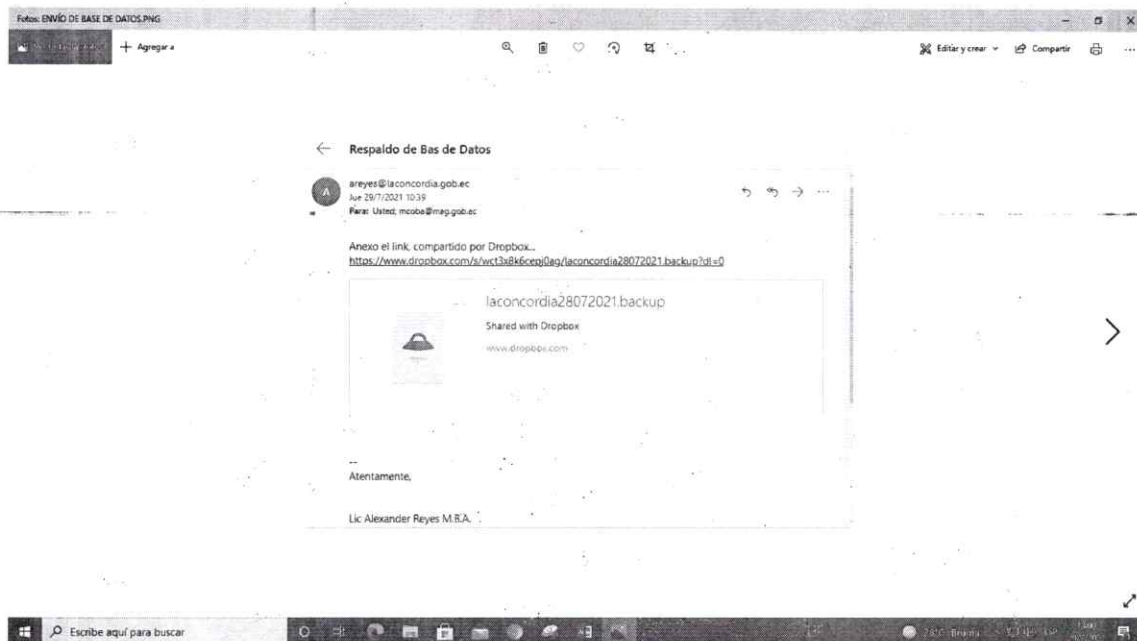 Fotos: ENVÍO DE BASE DE DATOS.PNG
Agregar a
Editar y crear
Compartir
Respaldo de Bas de Datos
A
areyes@laconcordia.gob.ec
Jue 29/7/2021 10:39
Para: Usted; mcoba@mag.gob.ec
Anexo el link, compartido por Dropbox...
https://www.dropbox.com/s/wct3x8k6cepj0ag/laconcordia28072021.backup?dl=0
laconcordia28072021.backup
Shared with Dropbox
www.dropbox.com
--
Atentamente,
Lic Alexander Reyes M.B.A.
Escribe aquí para buscar